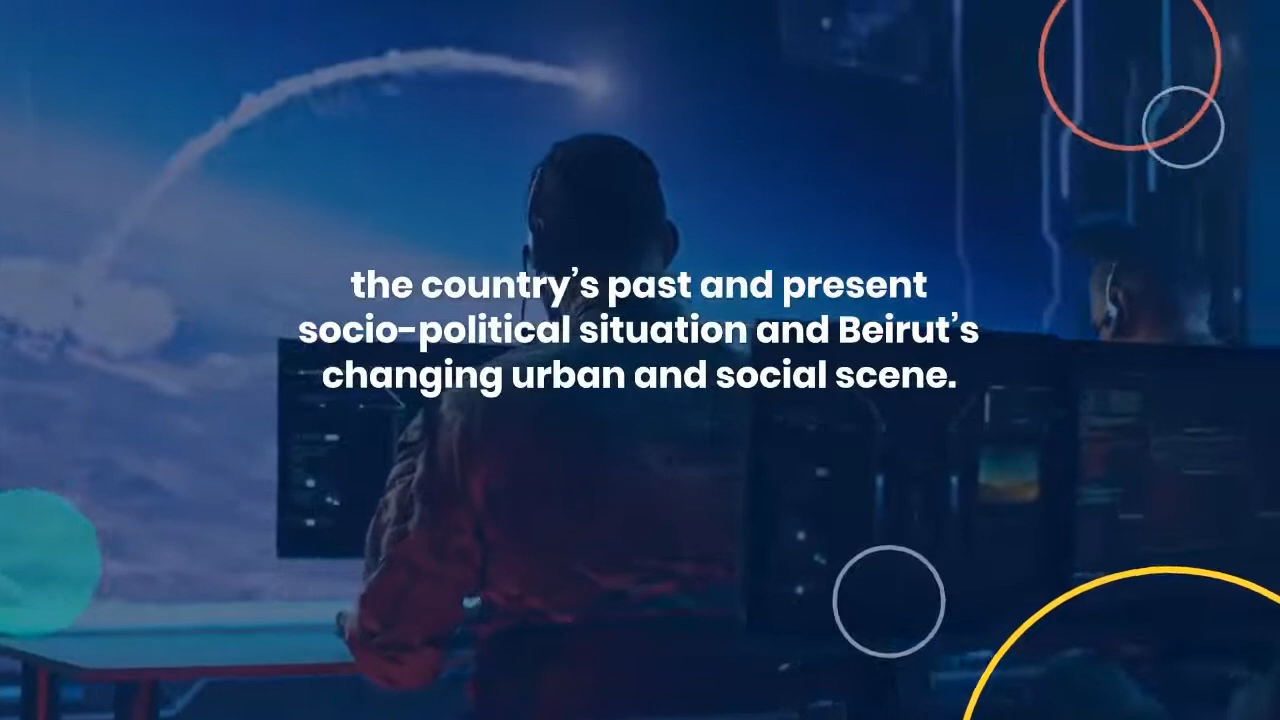 the country’s past and present
socio-political situation and Beirut’s
changing urban and social scene.